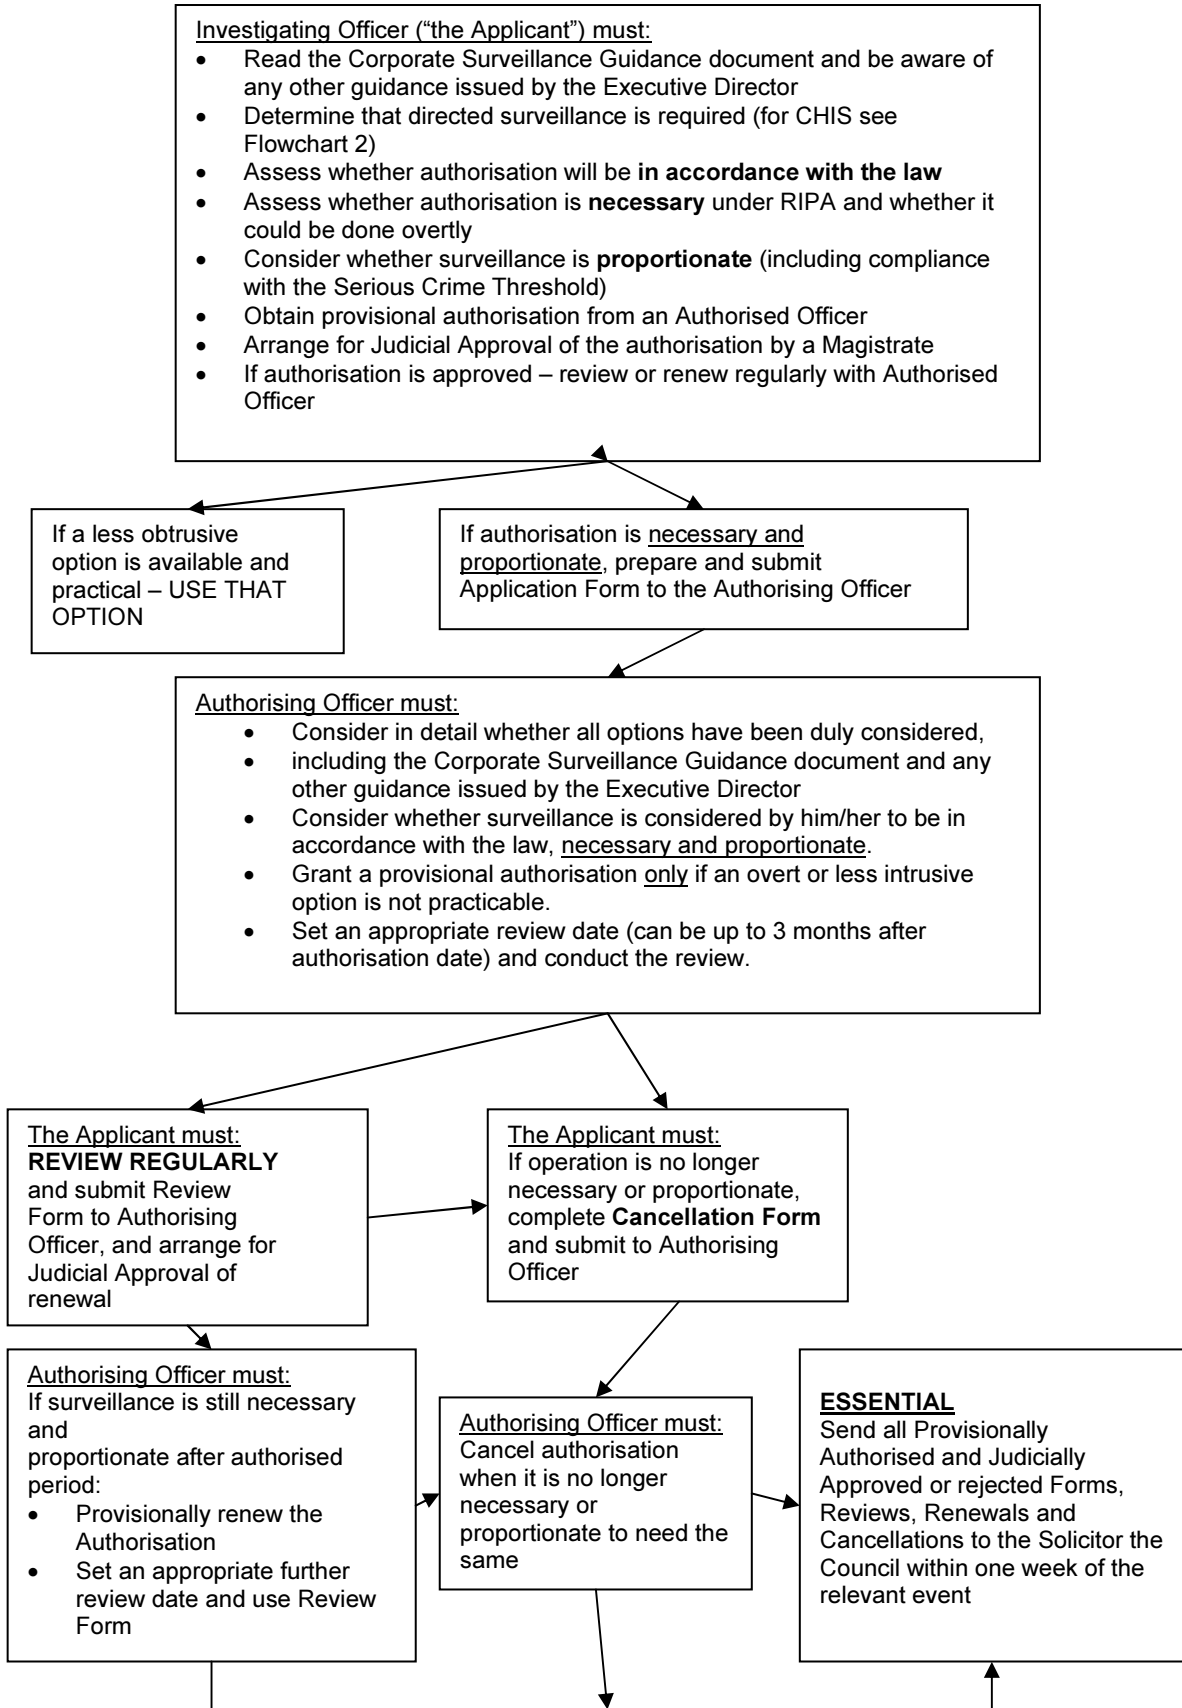 Investigating Officer (“the Applicant”) must:
• Read the Corporate Surveillance Guidance document and be aware of
any other guidance issued by the Executive Director
• Determine that directed surveillance is required (for CHIS see
Flowchart 2)
• Assess whether authorisation will be in accordance with the law
• Assess whether authorisation is necessary under RIPA and whether it
could be done overtly
• Consider whether surveillance is proportionate (including compliance
with the Serious Crime Threshold)
• Obtain provisional authorisation from an Authorised Officer
• Arrange for Judicial Approval of the authorisation by a Magistrate
• If authorisation is approved – review or renew regularly with Authorised
Officer
If a less obtrusive
option is available and
practical – USE THAT
OPTION
If authorisation is necessary and
proportionate, prepare and submit
Application Form to the Authorising Officer
Authorising Officer must:
• Consider in detail whether all options have been duly considered,
• including the Corporate Surveillance Guidance document and any
other guidance issued by the Executive Director
• Consider whether surveillance is considered by him/her to be in
accordance with the law, necessary and proportionate.
• Grant a provisional authorisation only if an overt or less intrusive
option is not practicable.
• Set an appropriate review date (can be up to 3 months after
authorisation date) and conduct the review.
The Applicant must:
REVIEW REGULARLY
and submit Review
Form to Authorising
Officer, and arrange for
Judicial Approval of
renewal
The Applicant must:
If operation is no longer
necessary or proportionate,
complete Cancellation Form
and submit to Authorising
Officer
Authorising Officer must:
If surveillance is still necessary
and
proportionate after authorised
period:
• Provisionally renew the
Authorisation
• Set an appropriate further
review date and use Review
Form
Authorising Officer must:
Cancel authorisation
when it is no longer
necessary or
proportionate to need the
same
ESSENTIAL
Send all Provisionally
Authorised and Judicially
Approved or rejected Forms,
Reviews, Renewals and
Cancellations to the Solicitor the
Council within one week of the
relevant event